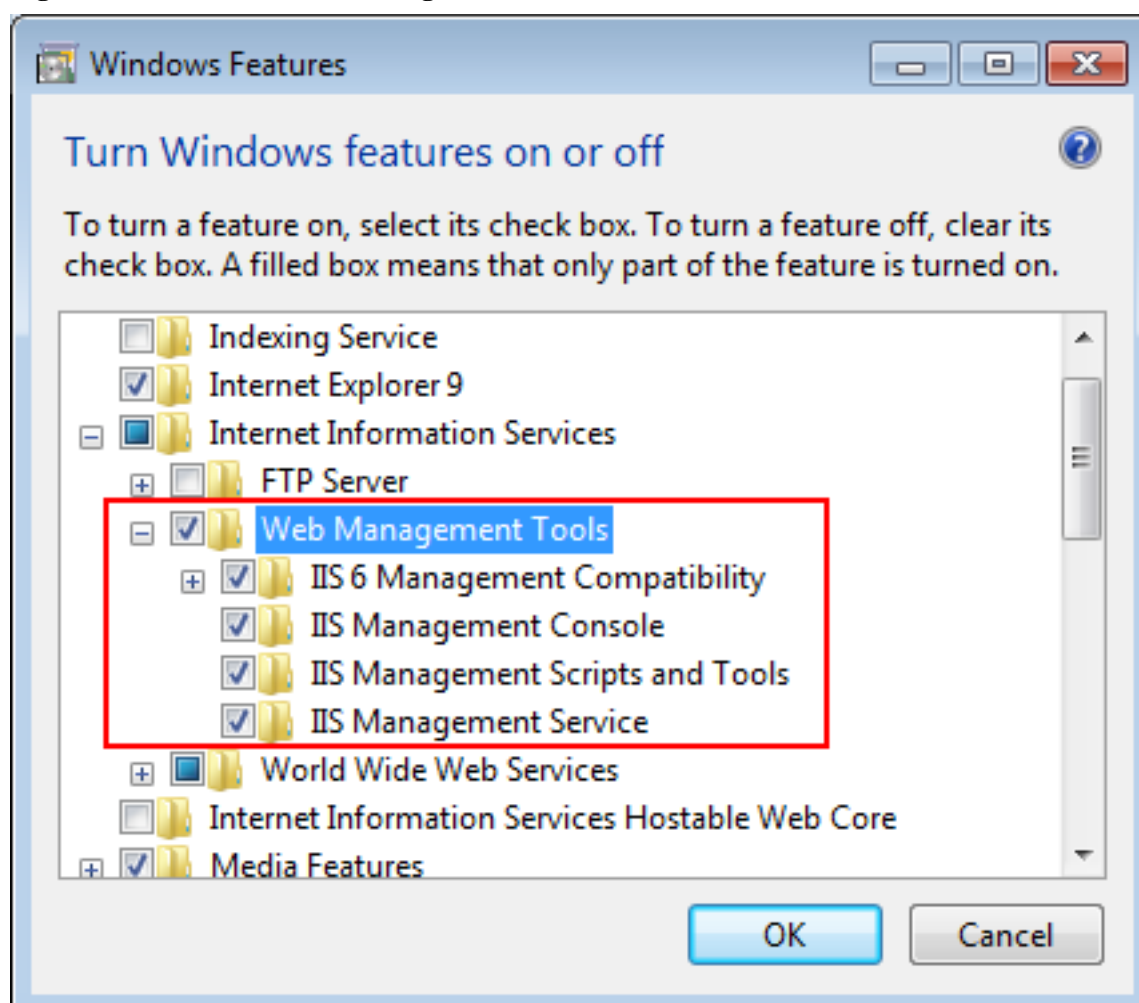 Windows Features
Turn Windows features on or off
To turn a feature on, select its check box. To turn a feature off, clear its
check box. A filled box means that only part of the feature is turned on.
Indexing Service
Internet Explorer 9
Internet Information Services
FTP Server
Web Management Tools
IIS 6 Management Compatibility
IIS Management Console
IIS Management Scripts and Tools
IIS Management Service
World Wide Web Services
Internet Information Services Hostable Web Core
Media Features
OK Cancel